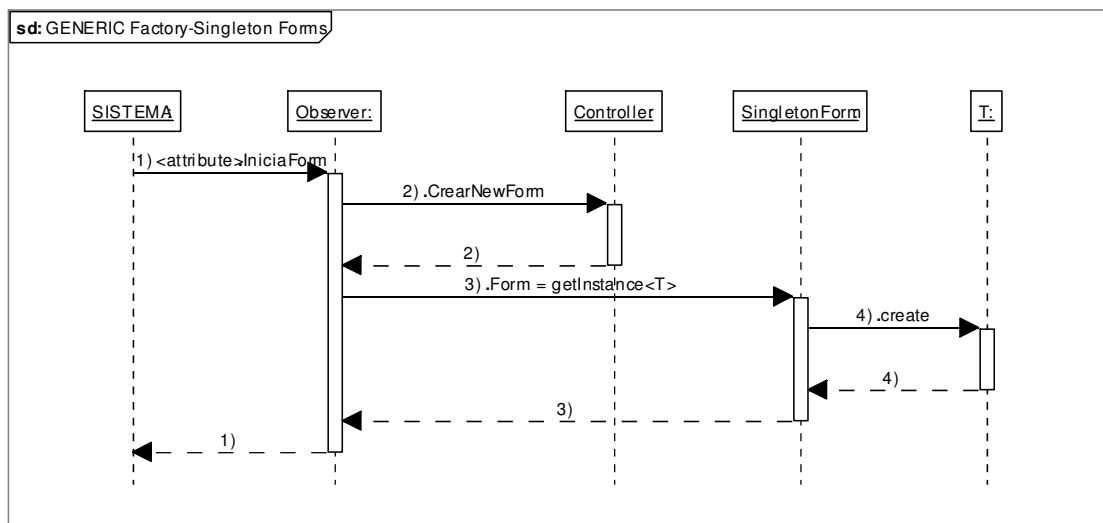 sd: GENERIC Factory-Singleton Forms
SISTEMA:
Observer:
Controller
SingletonForm
T:
1) <attribute>.IniciaForm
2) .CrearNewForm
2)
3) .Form = getInstance<T>
4) .create
4)
3)
1)